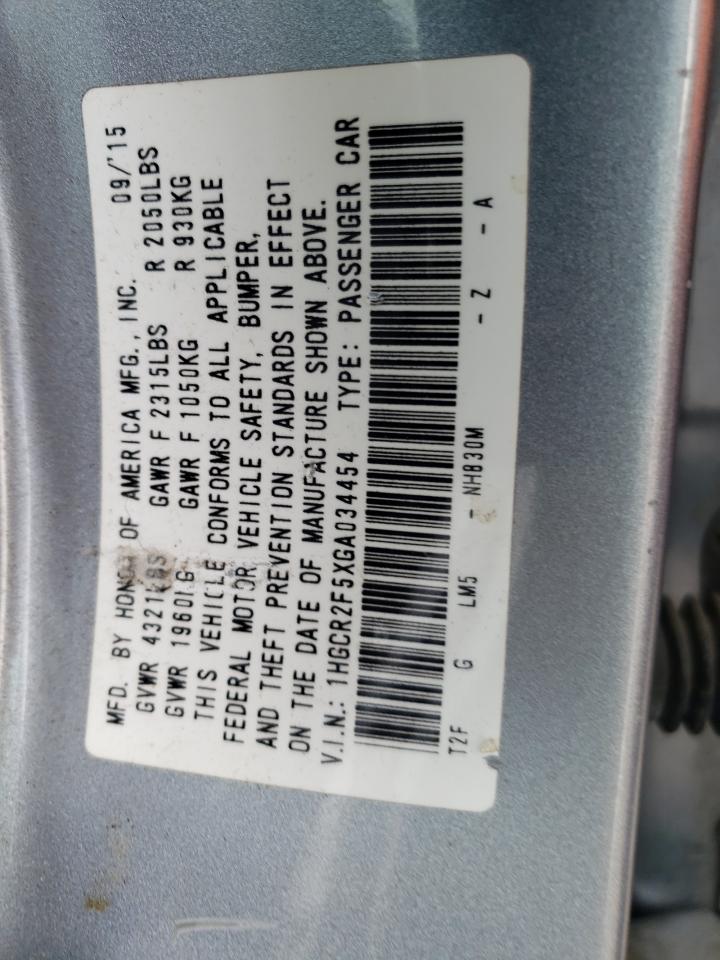 MFD. BY HONDA OF AMERICA MFG., INC. 09/'15
GVWR 4321LBS GAWR F 2315LBS R 2050LBS
GVWR 1960KG GAWR F 1050KG R 930KG
THIS VEHICLE CONFORMS TO ALL APPLICABLE
FEDERAL MOTOR VEHICLE SAFETY, BUMPER,
AND THEFT PREVENTION STANDARDS IN EFFECT
ON THE DATE OF MANUFACTURE SHOWN ABOVE.
V.I.N.: 1HGCR2F5XGA034454 TYPE: PASSENGER CAR
T2F G LM5 - NH830M - Z - A